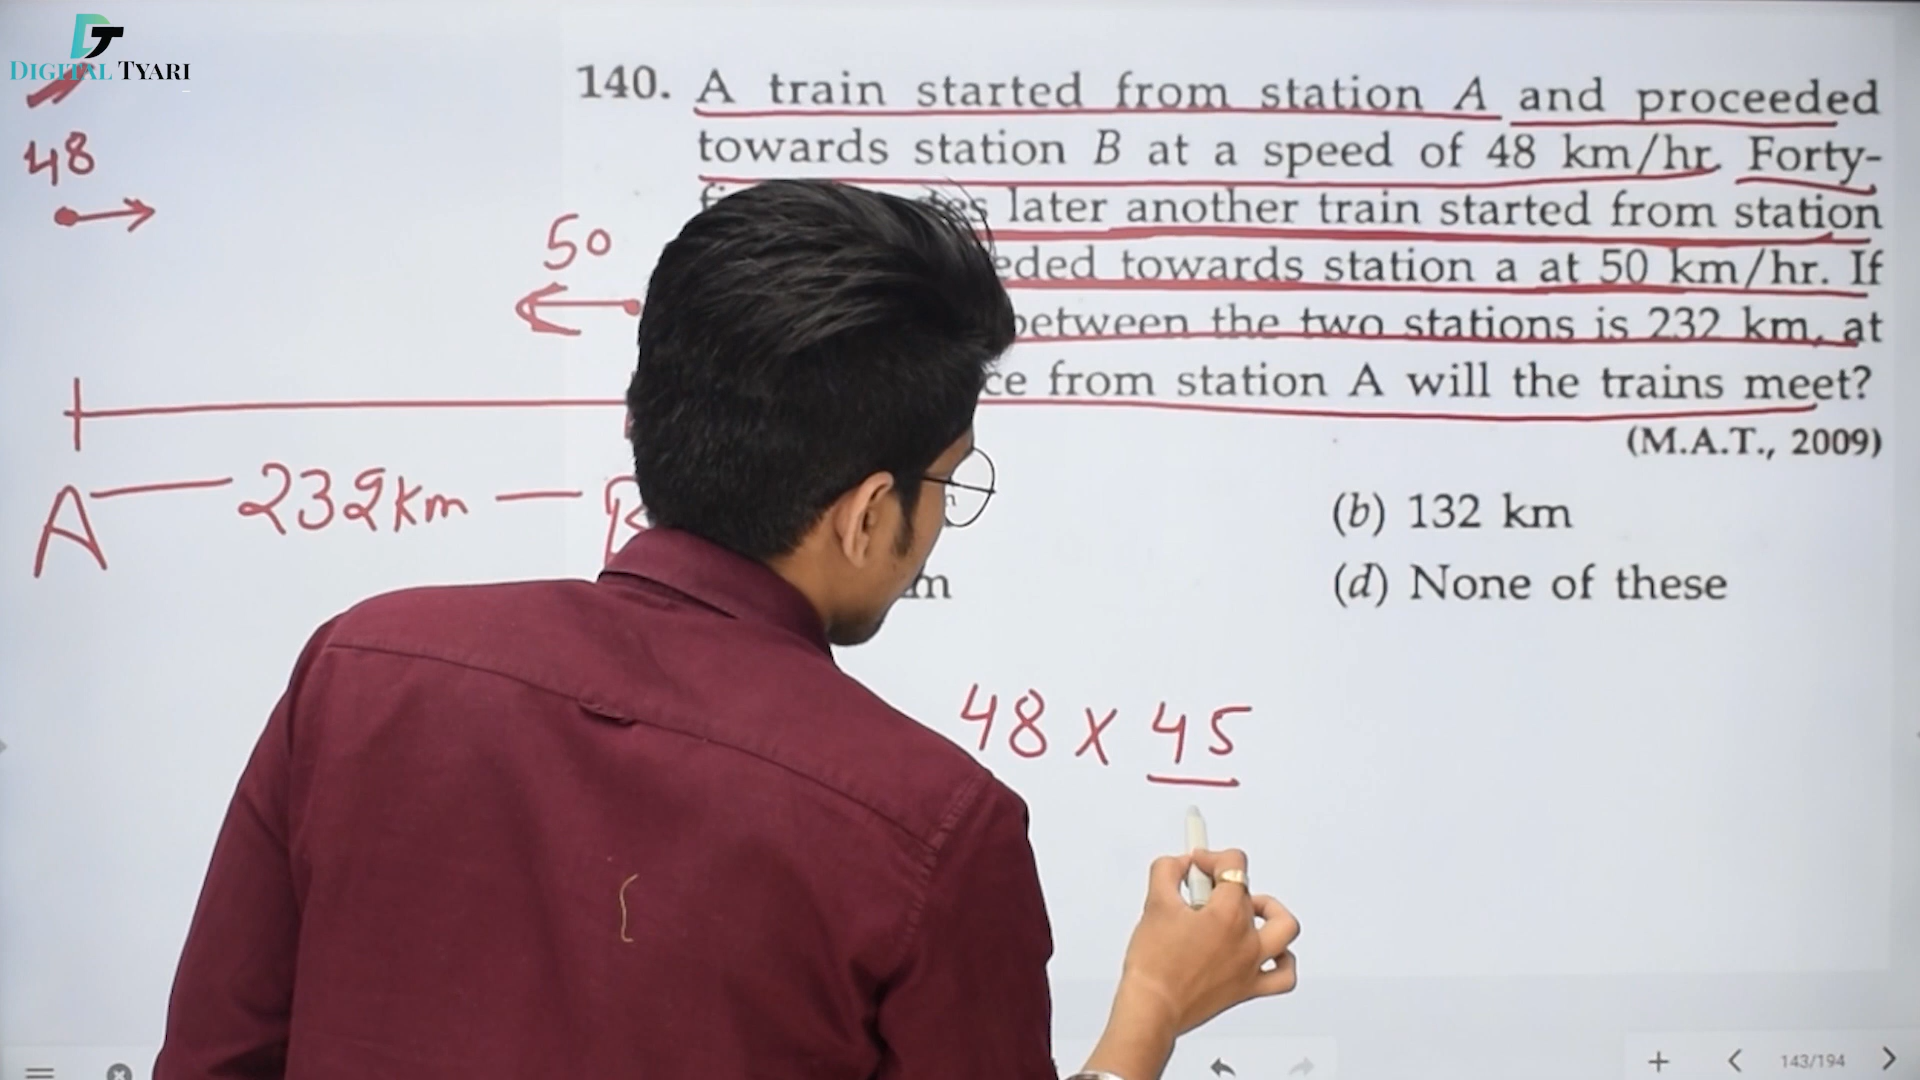 DIGITAL TYARI
48
50
A — 232km —
140. A train started from station A and proceeded
towards station B at a speed of 48 km/hr. Forty-
later another train started from station
towards station a at 50 km/hr. If
between the two stations is 232 km, at
from station A will the trains meet?
(M.A.T., 2009)
(b) 132 km
(d) None of these
48 x 45
143/194